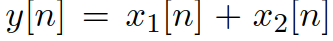 y[n] = x₁[n] + x₂[n]